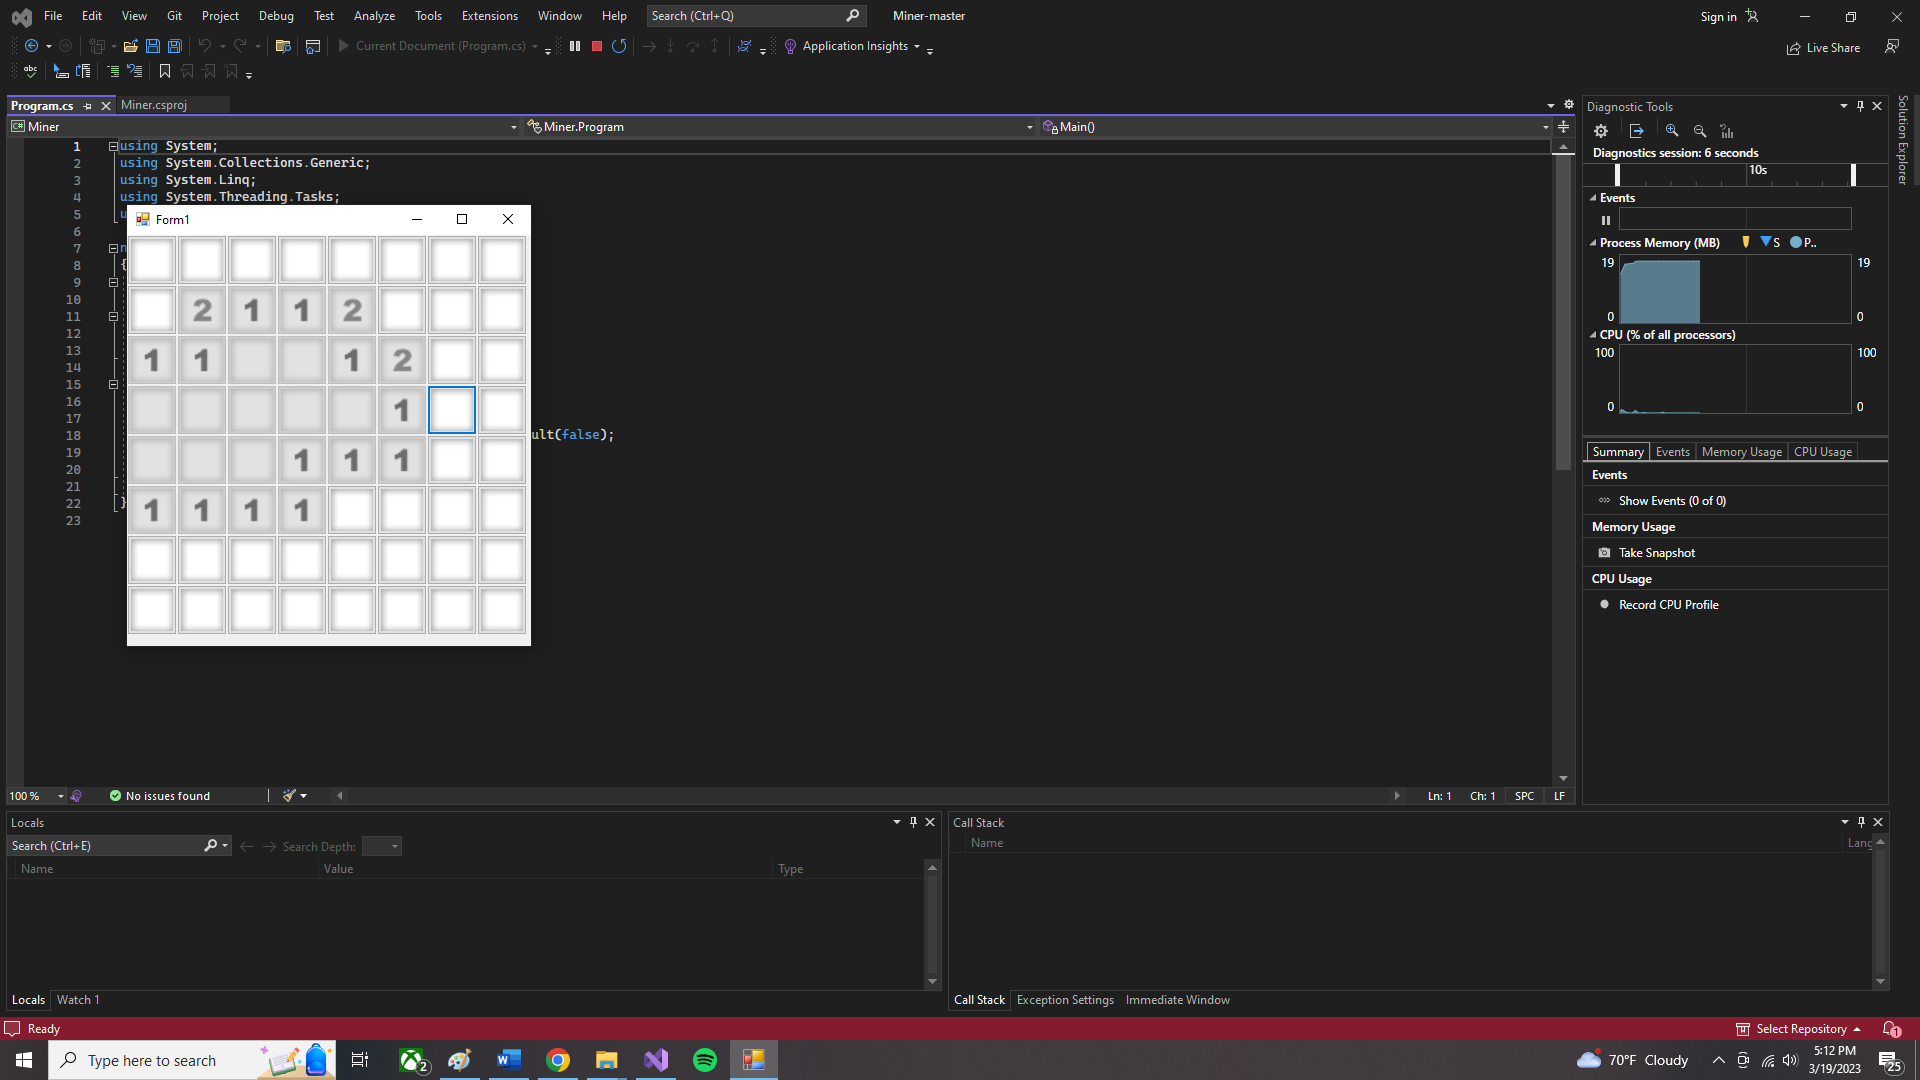 File Edit View Git Project Debug Test Analyze Tools Extensions Window Help Search (Ctrl+Q) Miner-master Sign in
Current Document (Program.cs) Application Insights Live Share
abc
Program.cs Miner.csproj
Miner Miner.Program Main()
1 using System;
2 using System.Collections.Generic;
3 using System.Linq;
4 using System.Threading.Tasks;
5 u
6
7 n
8 {
9
10
11
12
13
14
15
16
17
18 ult(false);
19
20
21
22 }
23
Form1
2 1 1 2
1 1 1 2
1
1 1 1
1 1 1 1
100 % No issues found Ln: 1 Ch: 1 SPC LF
Diagnostic Tools
Diagnostics session: 6 seconds
10s
Events
Process Memory (MB) S P..
19 19
0 0
CPU (% of all processors)
100 100
0 0
Summary Events Memory Usage CPU Usage
Events
Show Events (0 of 0)
Memory Usage
Take Snapshot
CPU Usage
Record CPU Profile
Solution Explorer
Locals
Search (Ctrl+E) Search Depth:
Name Value Type
Locals Watch 1
Call Stack
Name Lang
Call Stack Exception Settings Immediate Window
Ready Select Repository 1
Type here to search 2 70°F Cloudy 5:12 PM
3/19/2023 25